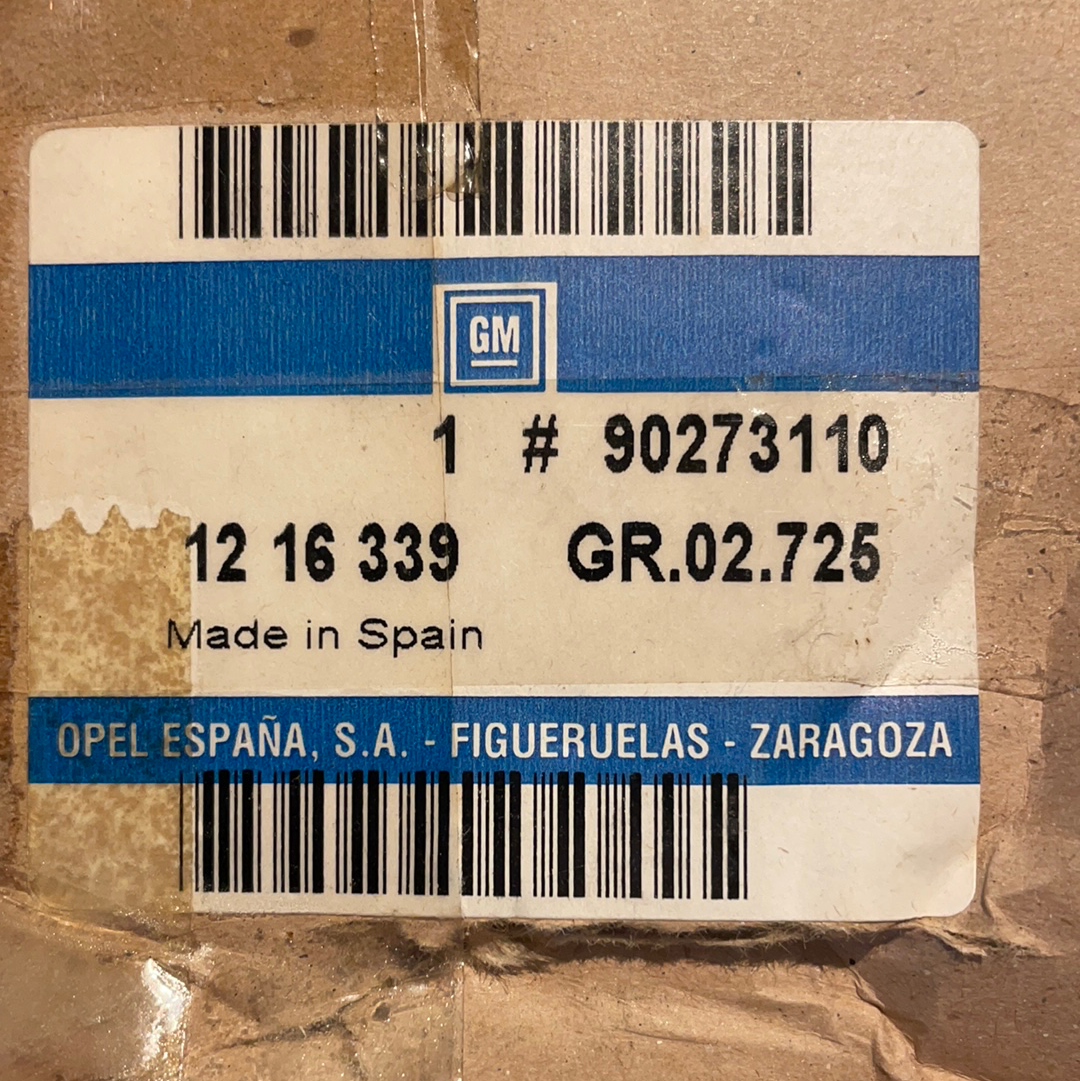 GM
1 # 90273110
12 16 339 GR.02.725
Made in Spain
OPEL ESPAÑA, S.A. - FIGUERUELAS - ZARAGOZA